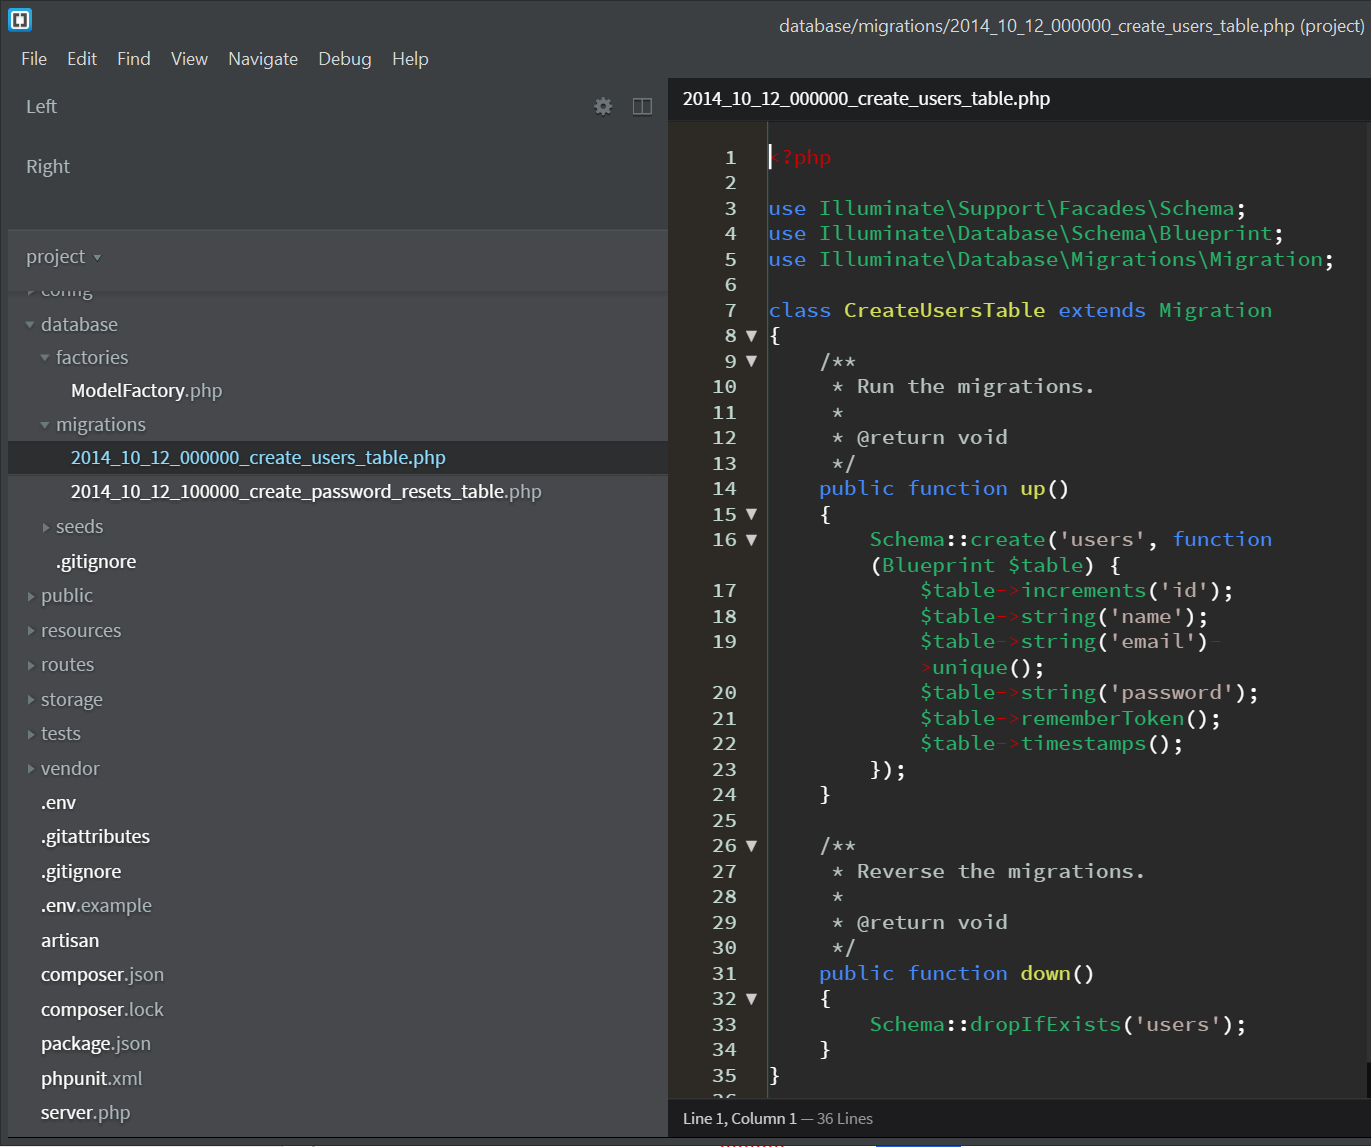 database/migrations/2014_10_12_000000_create_users_table.php (project)
File Edit Find View Navigate Debug Help
Left
Right
project
config
database
factories
ModelFactory.php
migrations
2014_10_12_000000_create_users_table.php
2014_10_12_100000_create_password_resets_table.php
seeds
.gitignore
public
resources
routes
storage
tests
vendor
.env
.gitattributes
.gitignore
.env.example
artisan
composer.json
composer.lock
package.json
phpunit.xml
server.php
2014_10_12_000000_create_users_table.php
1 <?php
2
3 use Illuminate\Support\Facades\Schema;
4 use Illuminate\Database\Schema\Blueprint;
5 use Illuminate\Database\Migrations\Migration;
6
7 class CreateUsersTable extends Migration
8 {
9 /**
10 * Run the migrations.
11 *
12 * @return void
13 */
14 public function up()
15 {
16 Schema::create('users', function
(Blueprint $table) {
17 $table->increments('id');
18 $table->string('name');
19 $table->string('email')-
>unique();
20 $table->string('password');
21 $table->rememberToken();
22 $table->timestamps();
23 });
24 }
25
26 /**
27 * Reverse the migrations.
28 *
29 * @return void
30 */
31 public function down()
32 {
33 Schema::dropIfExists('users');
34 }
35 }
Line 1, Column 1 — 36 Lines